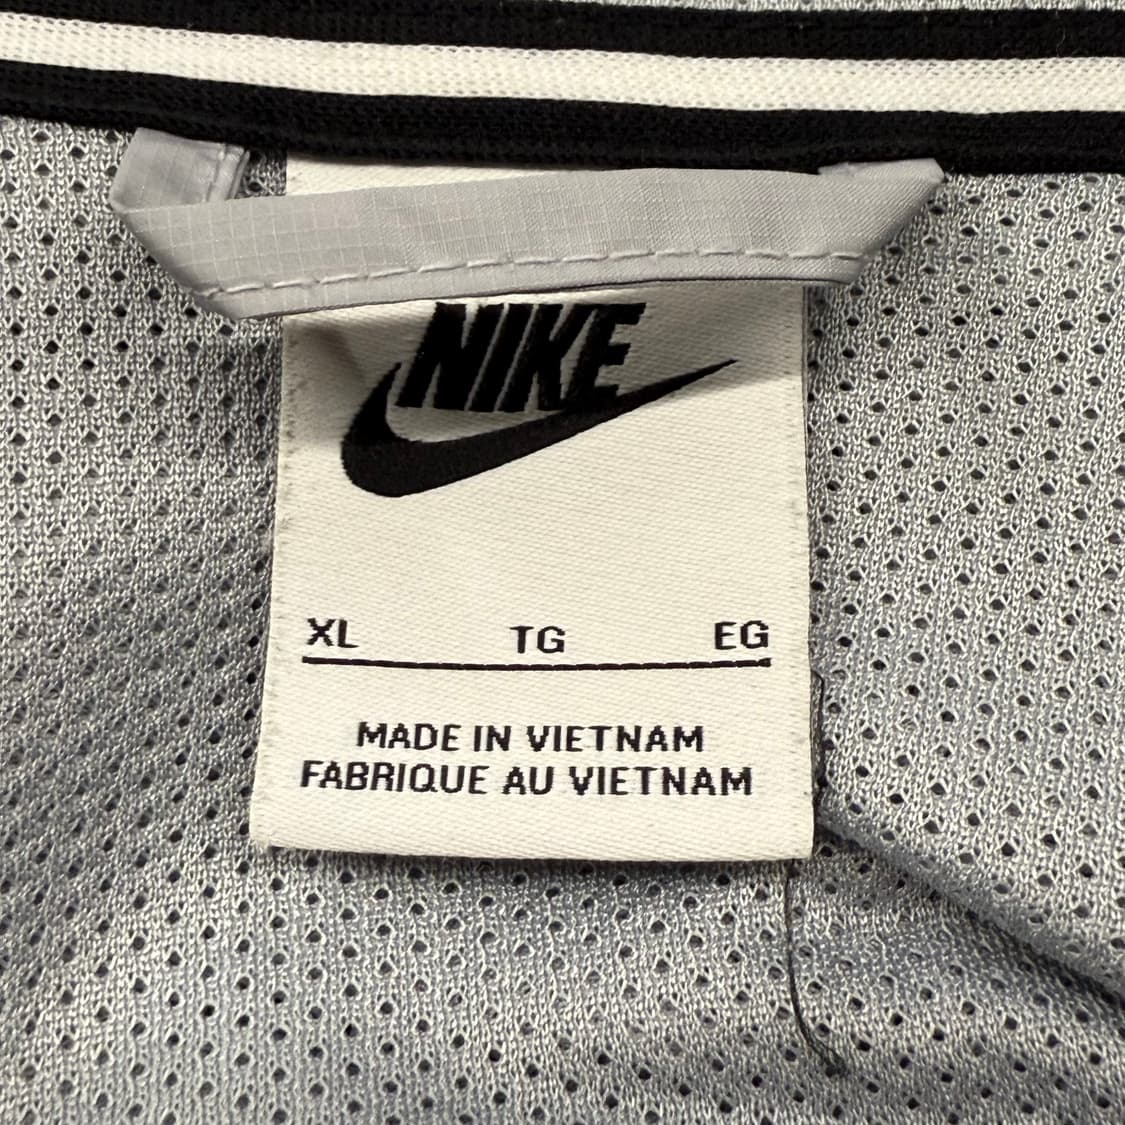 NIKE
XL TG EG
MADE IN VIETNAM
FABRIQUE AU VIETNAM